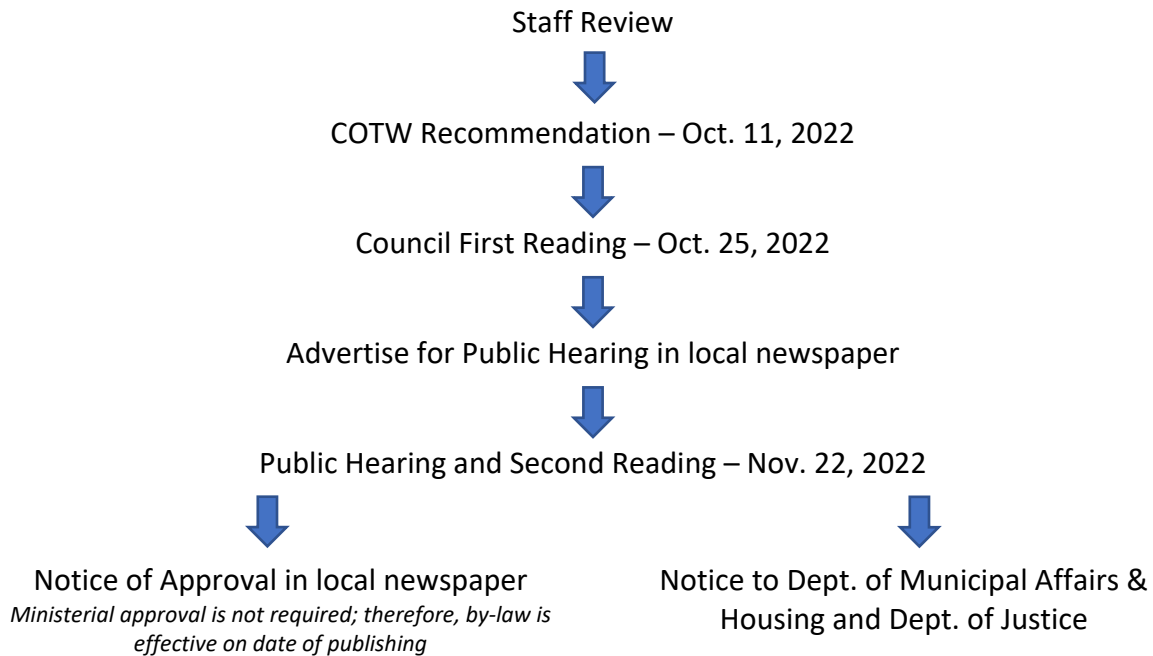 Staff Review
COTW Recommendation – Oct. 11, 2022
Council First Reading – Oct. 25, 2022
Advertise for Public Hearing in local newspaper
Public Hearing and Second Reading – Nov. 22, 2022
Notice of Approval in local newspaper
Ministerial approval is not required; therefore, by-law is
effective on date of publishing
Notice to Dept. of Municipal Affairs &
Housing and Dept. of Justice